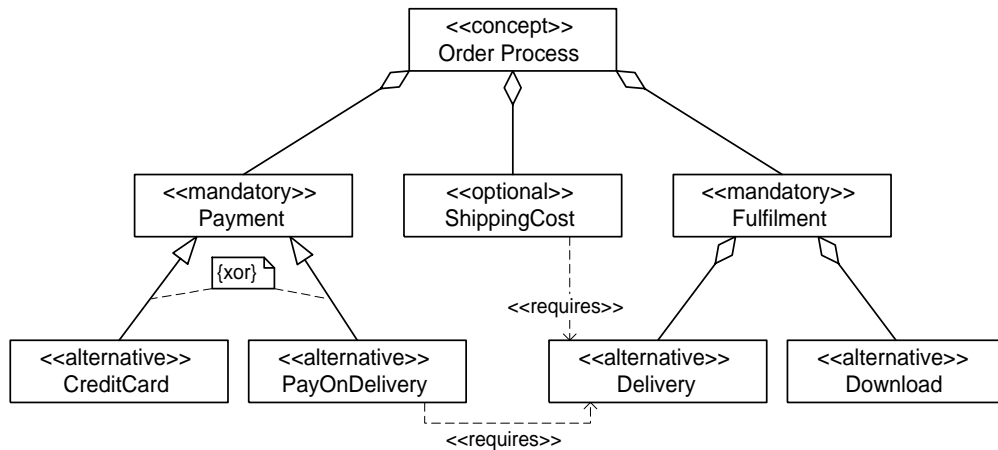 <<concept>>
Order Process
<<mandatory>>
Payment
<<optional>>
ShippingCost
<<mandatory>>
Fulfilment
{xor}
<<requires>>
<<alternative>>
CreditCard
<<alternative>>
PayOnDelivery
<<alternative>>
Delivery
<<alternative>>
Download
<<requires>>